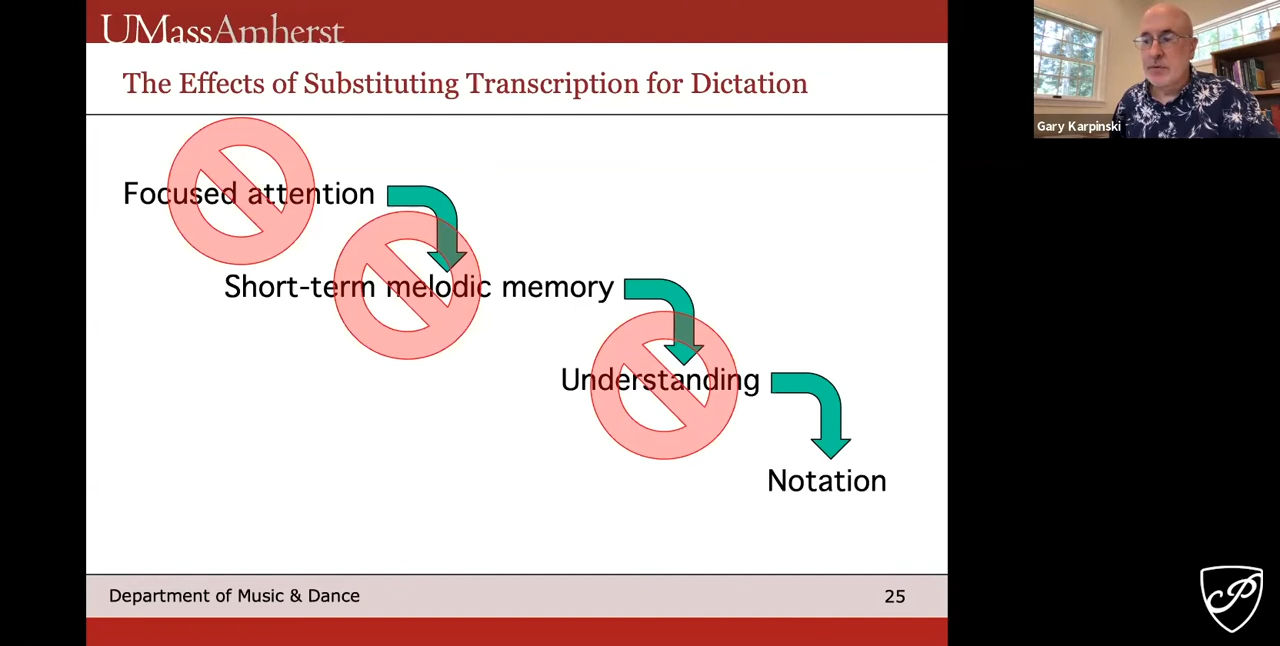 UMassAmherst
The Effects of Substituting Transcription for Dictation
Gary Karpinski
Focused attention
Short-term melodic memory
Understanding
Notation
Department of Music & Dance
25